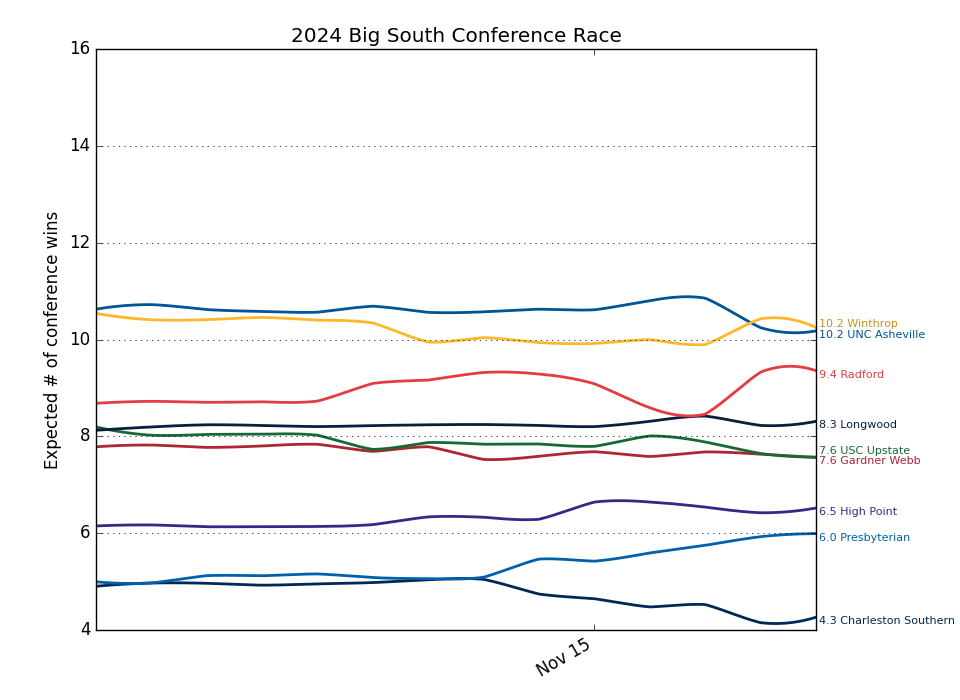 2024 Big South Conference Race
Expected # of conference wins
16
14
12
10
8
6
4
10.2 Winthrop
10.2 UNC Asheville
9.4 Radford
8.3 Longwood
7.6 USC Upstate
7.6 Gardner Webb
6.5 High Point
6.0 Presbyterian
4.3 Charleston Southern
Nov 15